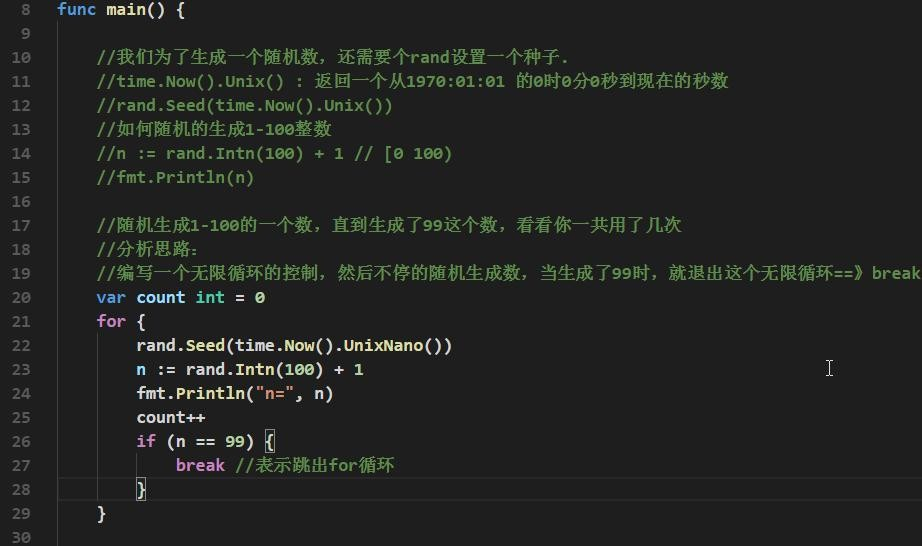 8 func main() {
9
10 //我们为了生成一个随机数，还需要个rand设置一个种子.
11 //time.Now().Unix() : 返回一个从1970:01:01 的0时0分0秒到现在的秒数
12 //rand.Seed(time.Now().Unix())
13 //如何随机的生成1-100整数
14 //n := rand.Intn(100) + 1 // [0 100)
15 //fmt.Println(n)
16
17 //随机生成1-100的一个数，直到生成了99这个数，看看你一共用了几次
18 //分析思路：
19 //编写一个无限循环的控制，然后不停的随机生成数，当生成了99时，就退出这个无限循环==》break
20 var count int = 0
21 for {
22 rand.Seed(time.Now().UnixNano())
23 n := rand.Intn(100) + 1
24 fmt.Println("n=", n)
25 count++
26 if (n == 99) {
27 break //表示跳出for循环
28 }
29 }
30